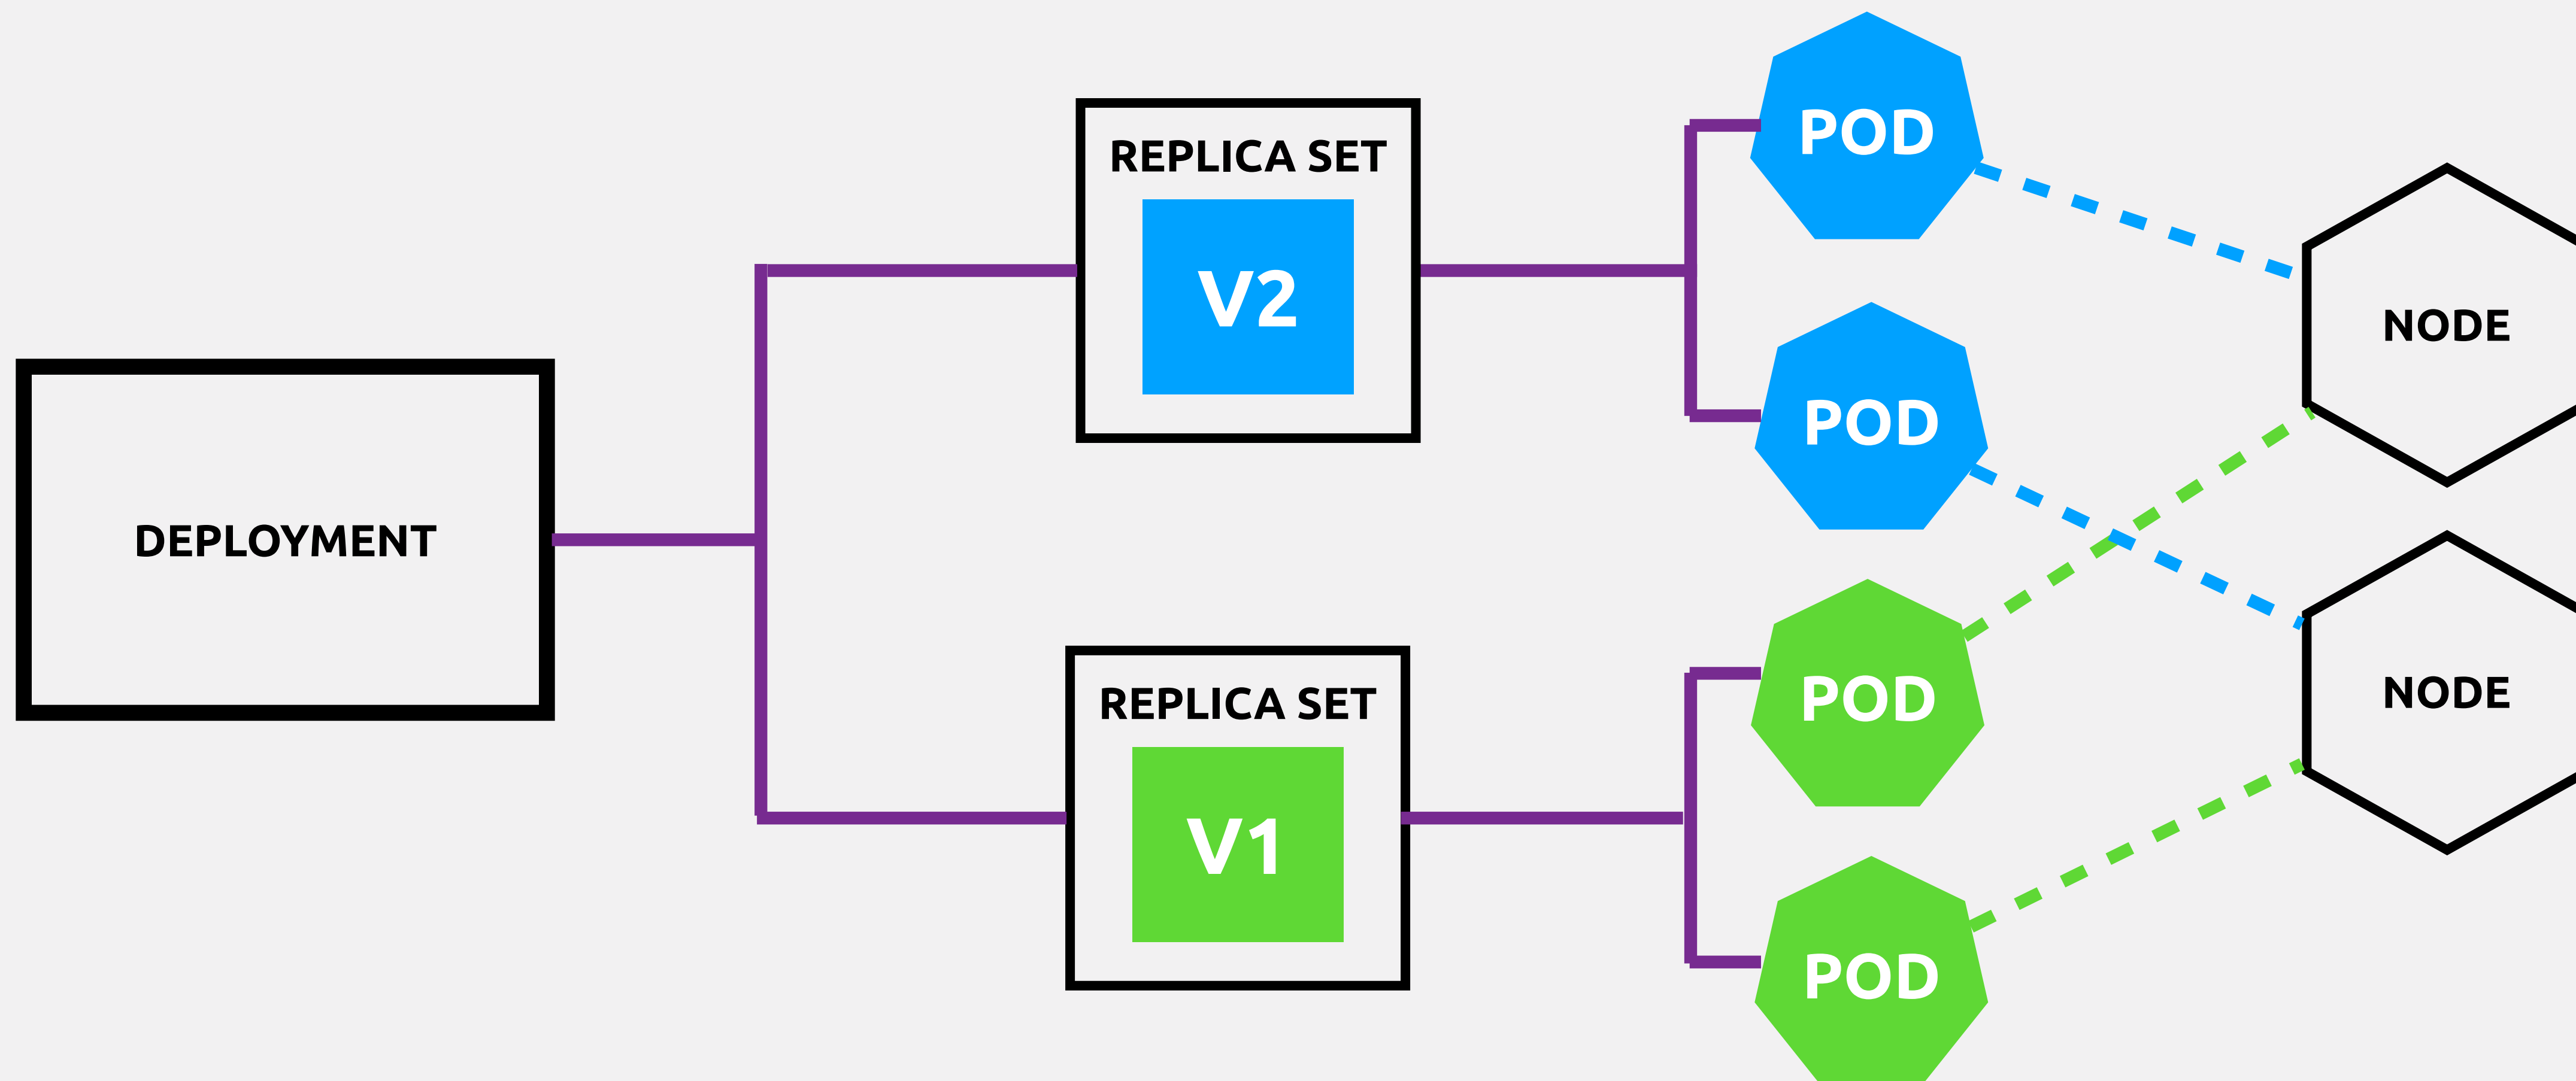 DEPLOYMENT
REPLICA SET
V2
REPLICA SET
V1
POD
POD
POD
POD
NODE
NODE